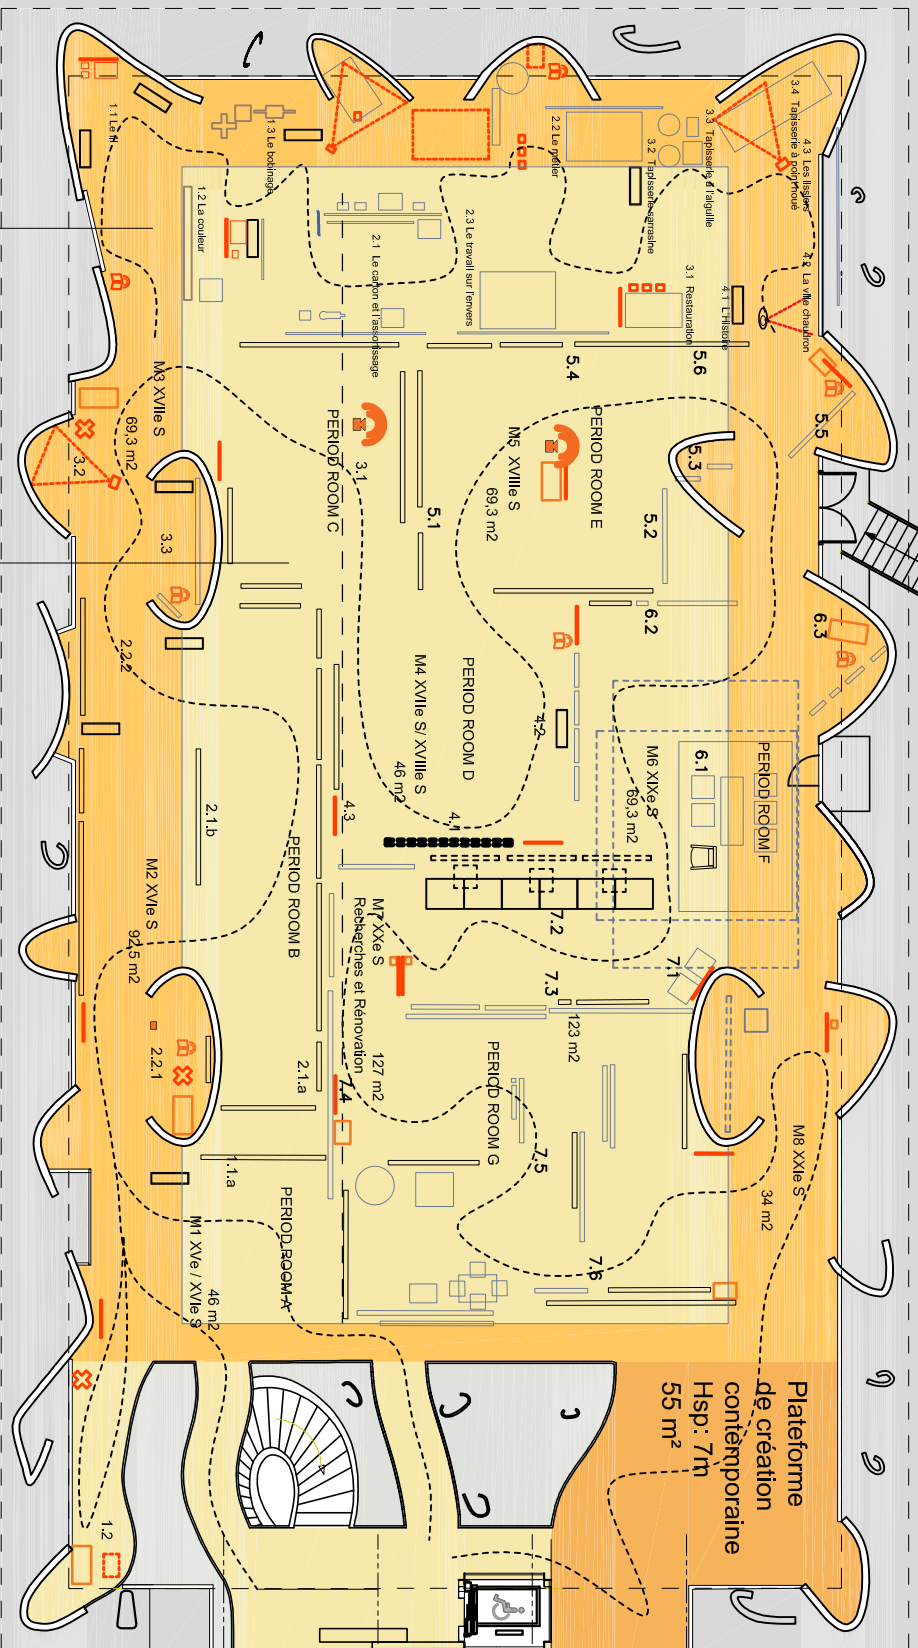 1.1 Le fil
1.3 Le bobinage
1.2 La couleur
2.1 Le carton et l'assortissage
2.3 Le travail sur l'envers
2.2 Le métier
3.2 Tapisserie sarrasine
3.3 Tapisserie à l'aiguille
3.4 Tapisserie à point noué
4.3 Les lissiers
4.2 La ville chaudron
3.1 Restauration
4.1 L'Histoire
5.4
5.6
5.5
5.3
M3 XVIIe S
69,3 m2
3.2
3.3
PERIOD ROOM C
3.1
5.1
M5 XVIIIe S
69,3 m2
PERIOD ROOM E
5.2
6.2
6.3
2.2.2
M4 XVIIe S/ XVIIIe S
46 m2
PERIOD ROOM D
4.2
4.3
4.1
M6 XIXe S
69,3 m2
6.1
PERIOD ROOM F
2.1.b
PERIOD ROOM B
M2 XVIe S
92,5 m2
M7 XXe S
Recherches et Rénovation
127 m2
7.2
7.1
7.3
123 m2
2.2.1
2.1.a
7.4
PERIOD ROOM G
7.5
M8 XXIe S
34 m2
1.1.a
PERIOD ROOM A
M1 XVe / XVIe S
46 m2
7.6
Plateforme
de création
contemporaine
Hsp: 7m
55 m²
1.2